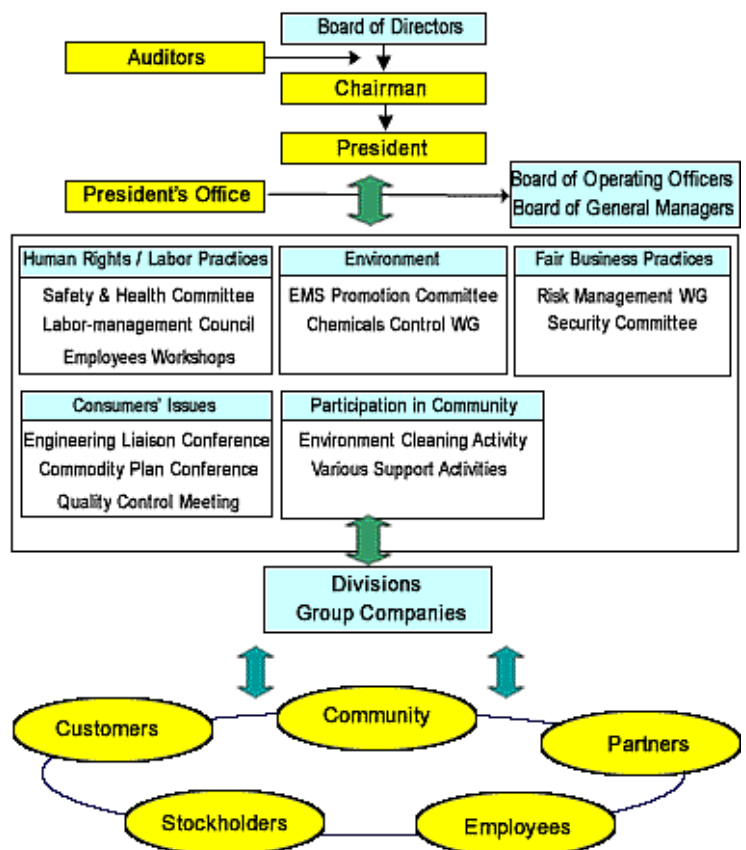 Board of Directors
Auditors
Chairman
President
President's Office
Board of Operating Officers
Board of General Managers
Human Rights / Labor Practices
Safety & Health Committee
Labor-management Council
Employees Workshops
Environment
EMS Promotion Committee
Chemicals Control WG
Fair Business Practices
Risk Management WG
Security Committee
Consumers' Issues
Engineering Liaison Conference
Commodity Plan Conference
Quality Control Meeting
Participation in Community
Environment Cleaning Activity
Various Support Activities
Divisions
Group Companies
Customers
Community
Partners
Stockholders
Employees